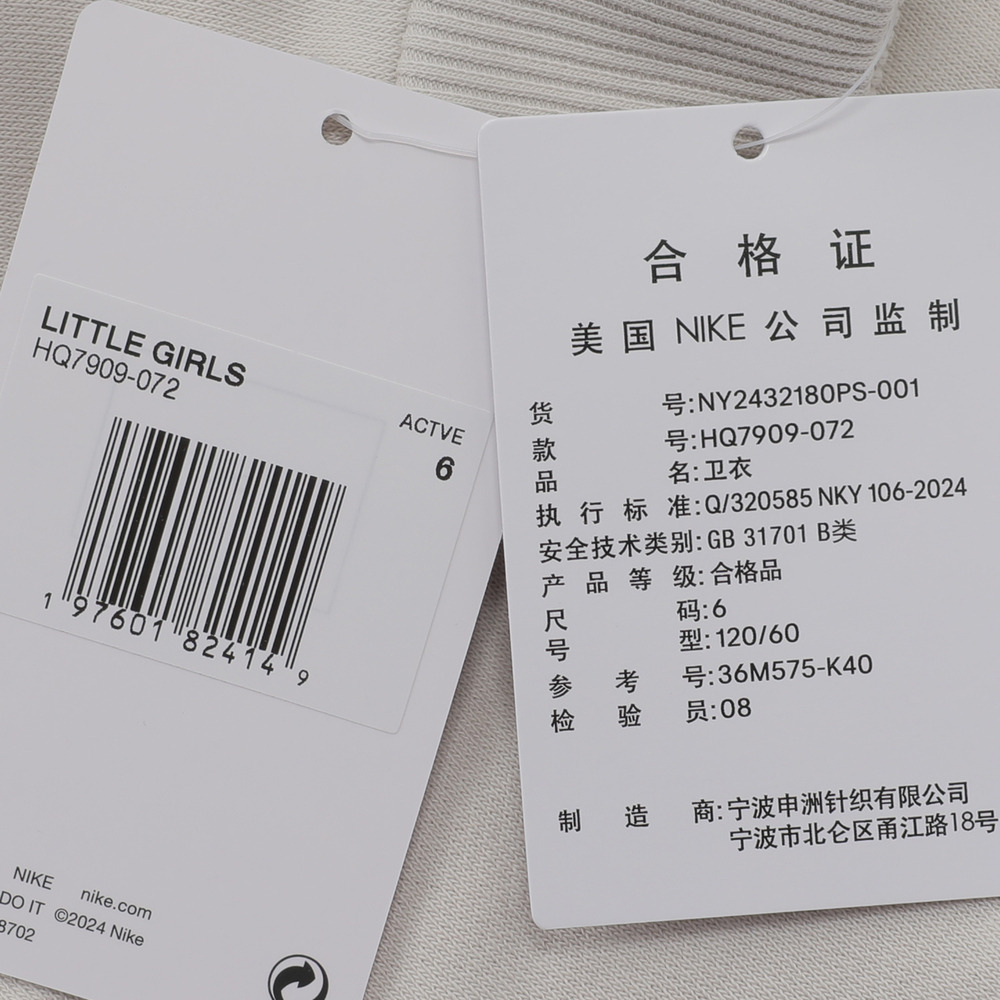 LITTLE GIRLS
HQ7909-072
ACTVE
6
1 97601 82414 9
NIKE nike.com
DO IT ©2024 Nike
8702
合格证
美国NIKE公司监制
货号:NY2432180PS-001
款号:HQ7909-072
品名:卫衣
执行标准:Q/320585 NKY 106-2024
安全技术类别:GB 31701 B类
产品等级:合格品
尺码:6
号型:120/60
参考号:36M575-K40
检验员:08
制造商:宁波申洲针织有限公司
宁波市北仑区甬江路18号